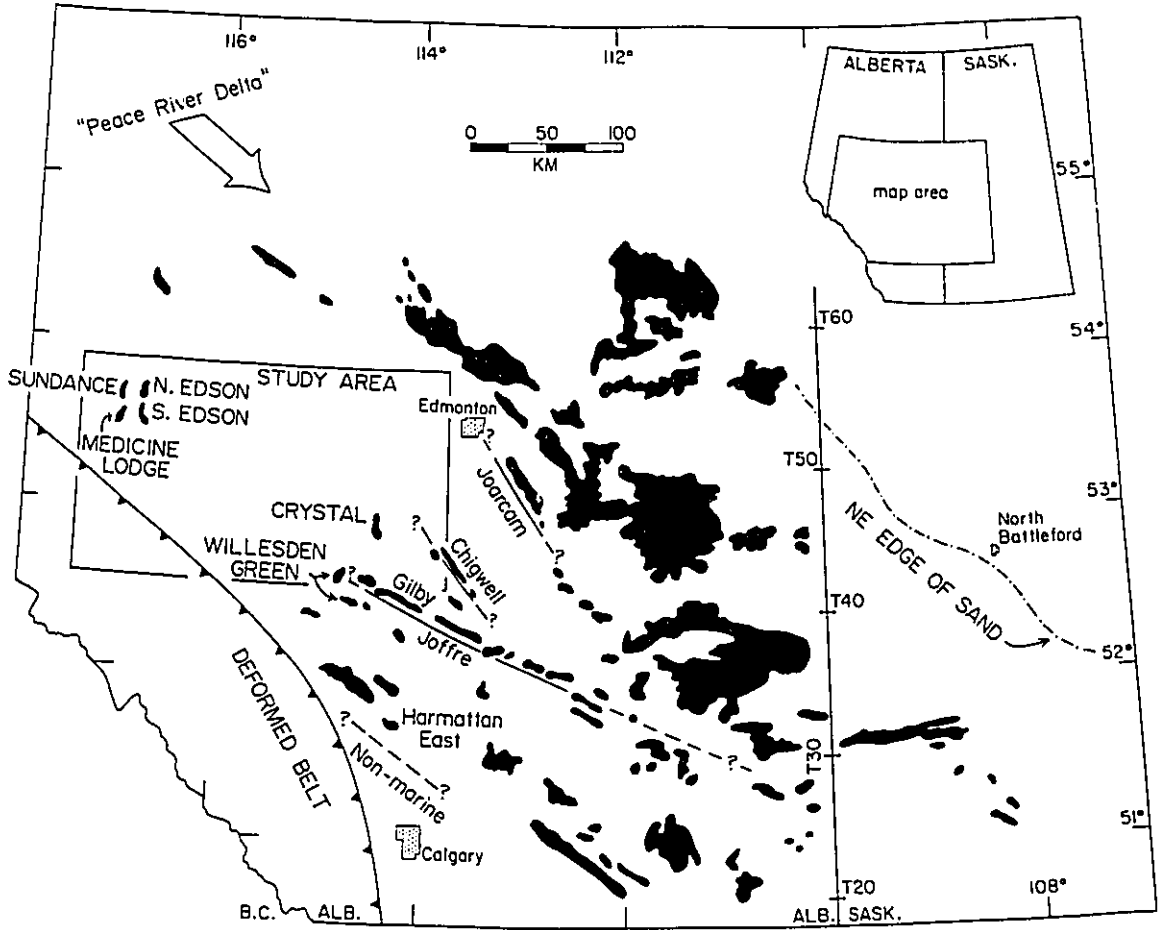 116°
114°
112°
"Peace River Delta"
0 50 100
KM
ALBERTA SASK.
map area
55°
T60
54°
STUDY AREA
SUNDANCE
N. EDSON
S. EDSON
MEDICINE
LODGE
Edmonton
?
Joarcam
?
T50
53°
NE EDGE OF SAND
North
Battleford
CRYSTAL
?
Chigwell
?
WILLESDEN
GREEN
?
Gilby
Joffre
?
T40
52°
DEFORMED BELT
Harmattan
East
?
Non-marine
?
T30
51°
Calgary
T20
108°
B.C. ALB.
ALB. SASK.